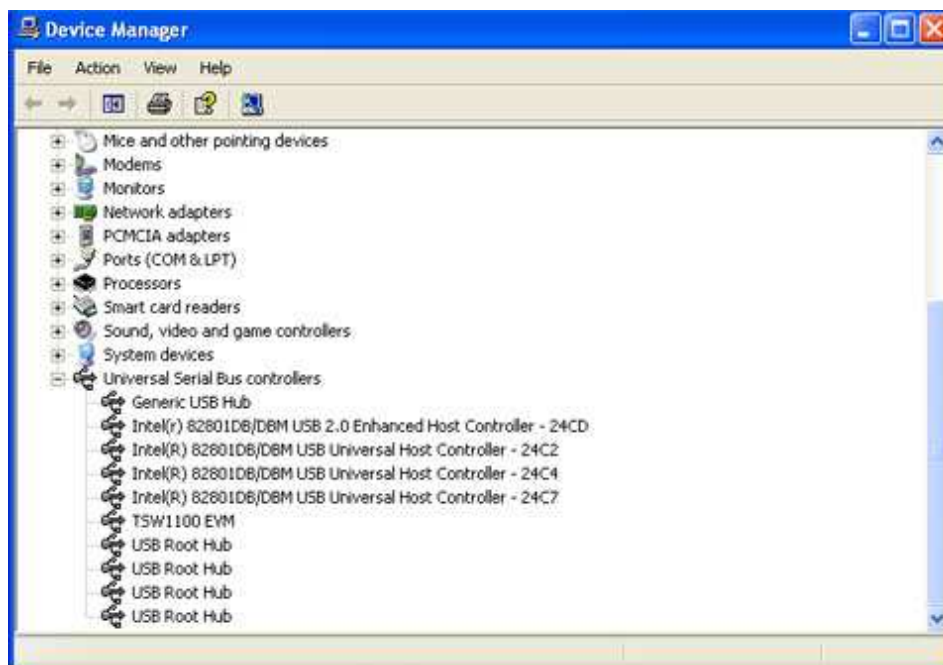 Device Manager
File Action View Help
Mice and other pointing devices
Modems
Monitors
Network adapters
PCMCIA adapters
Ports (COM & LPT)
Processors
Smart card readers
Sound, video and game controllers
System devices
Universal Serial Bus controllers
Generic USB Hub
Intel(r) 82801DB/DBM USB 2.0 Enhanced Host Controller - 24CD
Intel(R) 82801DB/DBM USB Universal Host Controller - 24C2
Intel(R) 82801DB/DBM USB Universal Host Controller - 24C4
Intel(R) 82801DB/DBM USB Universal Host Controller - 24C7
TSW1100 EVM
USB Root Hub
USB Root Hub
USB Root Hub
USB Root Hub